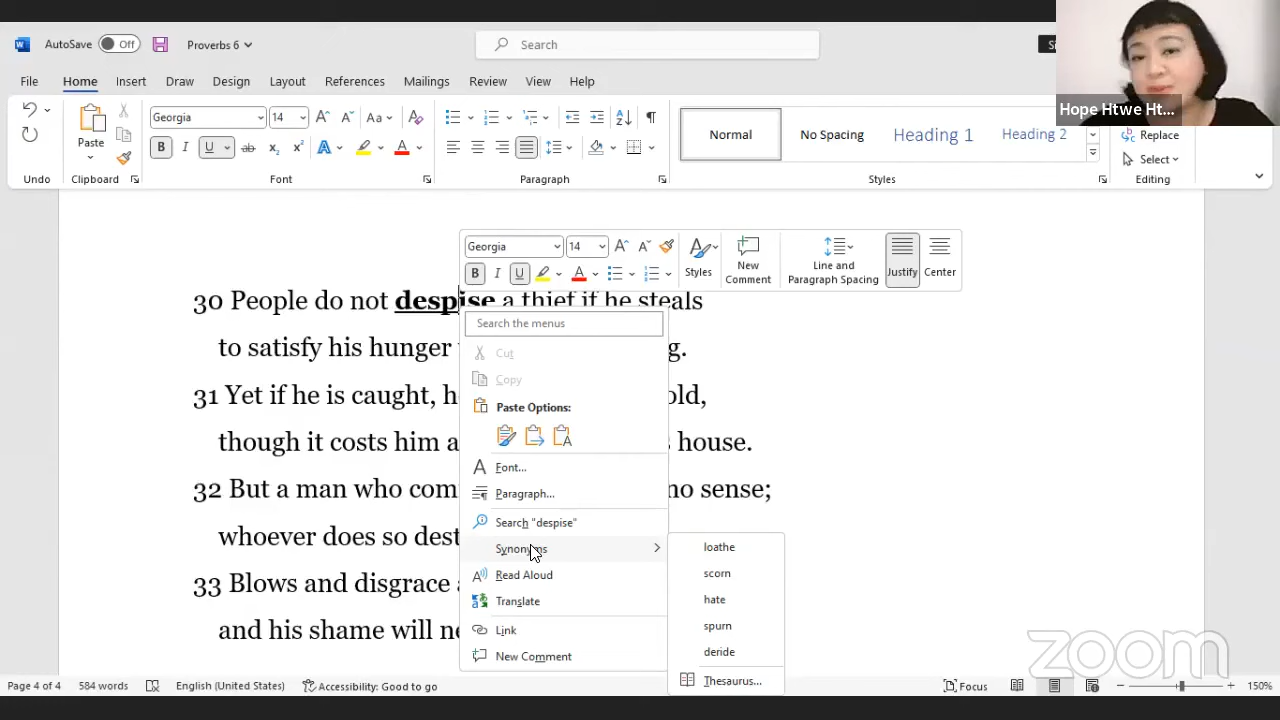 AutoSave Off Proverbs 6 Search
Hope Htwe Ht...
File Home Insert Draw Design Layout References Mailings Review View Help
Georgia 14 Aa
Paste
B I U ab x₂ x² A A
Normal No Spacing Heading 1 Heading 2
Replace
Select
Undo Clipboard Font Paragraph Styles Editing
Georgia 14
B I U A
Styles New Comment Line and Paragraph Spacing Justify Center
30 People do not despise a thief if he steals
to satisfy his hunger
31 Yet if he is caught,
though it costs him house.
32 But a man who no sense;
whoever does so
33 Blows and disgrace
and his shame will
Search the menus
Cut
Copy
Paste Options:
Font...
Paragraph...
Search "despise"
Synonyms
Read Aloud
Translate
Link
New Comment
loathe
scorn
hate
spurn
deride
Thesaurus...
zoom
Page 4 of 4 584 words English (United States) Accessibility: Good to go Focus 150%